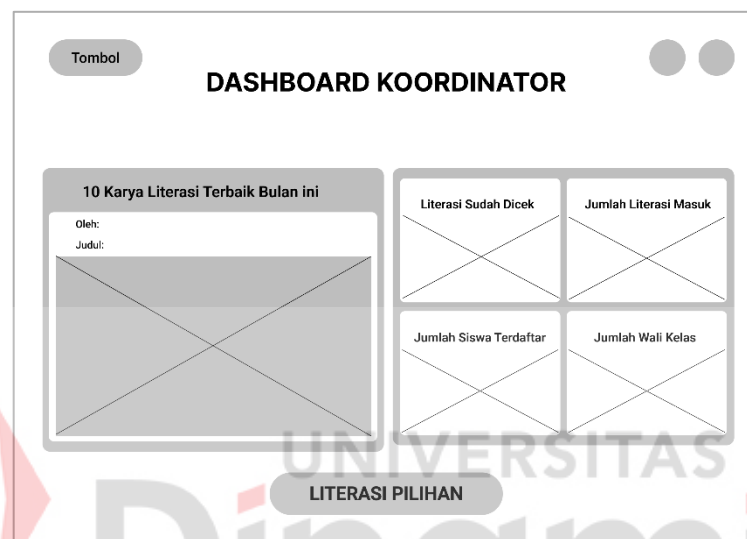 Tombol
DASHBOARD KOORDINATOR
10 Karya Literasi Terbaik Bulan ini
Oleh:
Judul:
Literasi Sudah Dicek
Jumlah Literasi Masuk
Jumlah Siswa Terdaftar
Jumlah Wali Kelas
UNIVERSITAS
LITERASI PILIHAN